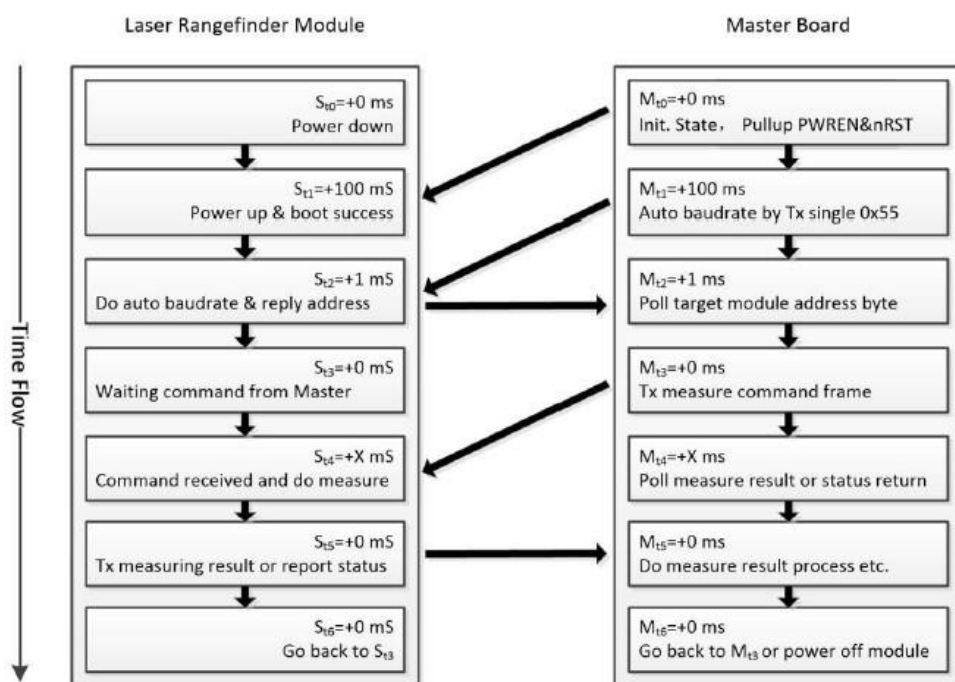 Laser Rangefinder Module
Master Board
Time Flow
St0=+0 ms
Power down
St1=+100 mS
Power up & boot success
St2=+1 mS
Do auto baudrate & reply address
St3=+0 mS
Waiting command from Master
St4=+X mS
Command received and do measure
St5=+0 mS
Tx measuring result or report status
St6=+0 mS
Go back to St3
Mt0=+0 ms
Init. State， Pullup PWREN&nRST
Mt1=+100 ms
Auto baudrate by Tx single 0x55
Mt2=+1 ms
Poll target module address byte
Mt3=+0 ms
Tx measure command frame
Mt4=+X ms
Poll measure result or status return
Mt5=+0 ms
Do measure result process etc.
Mt6=+0 ms
Go back to Mt3 or power off module